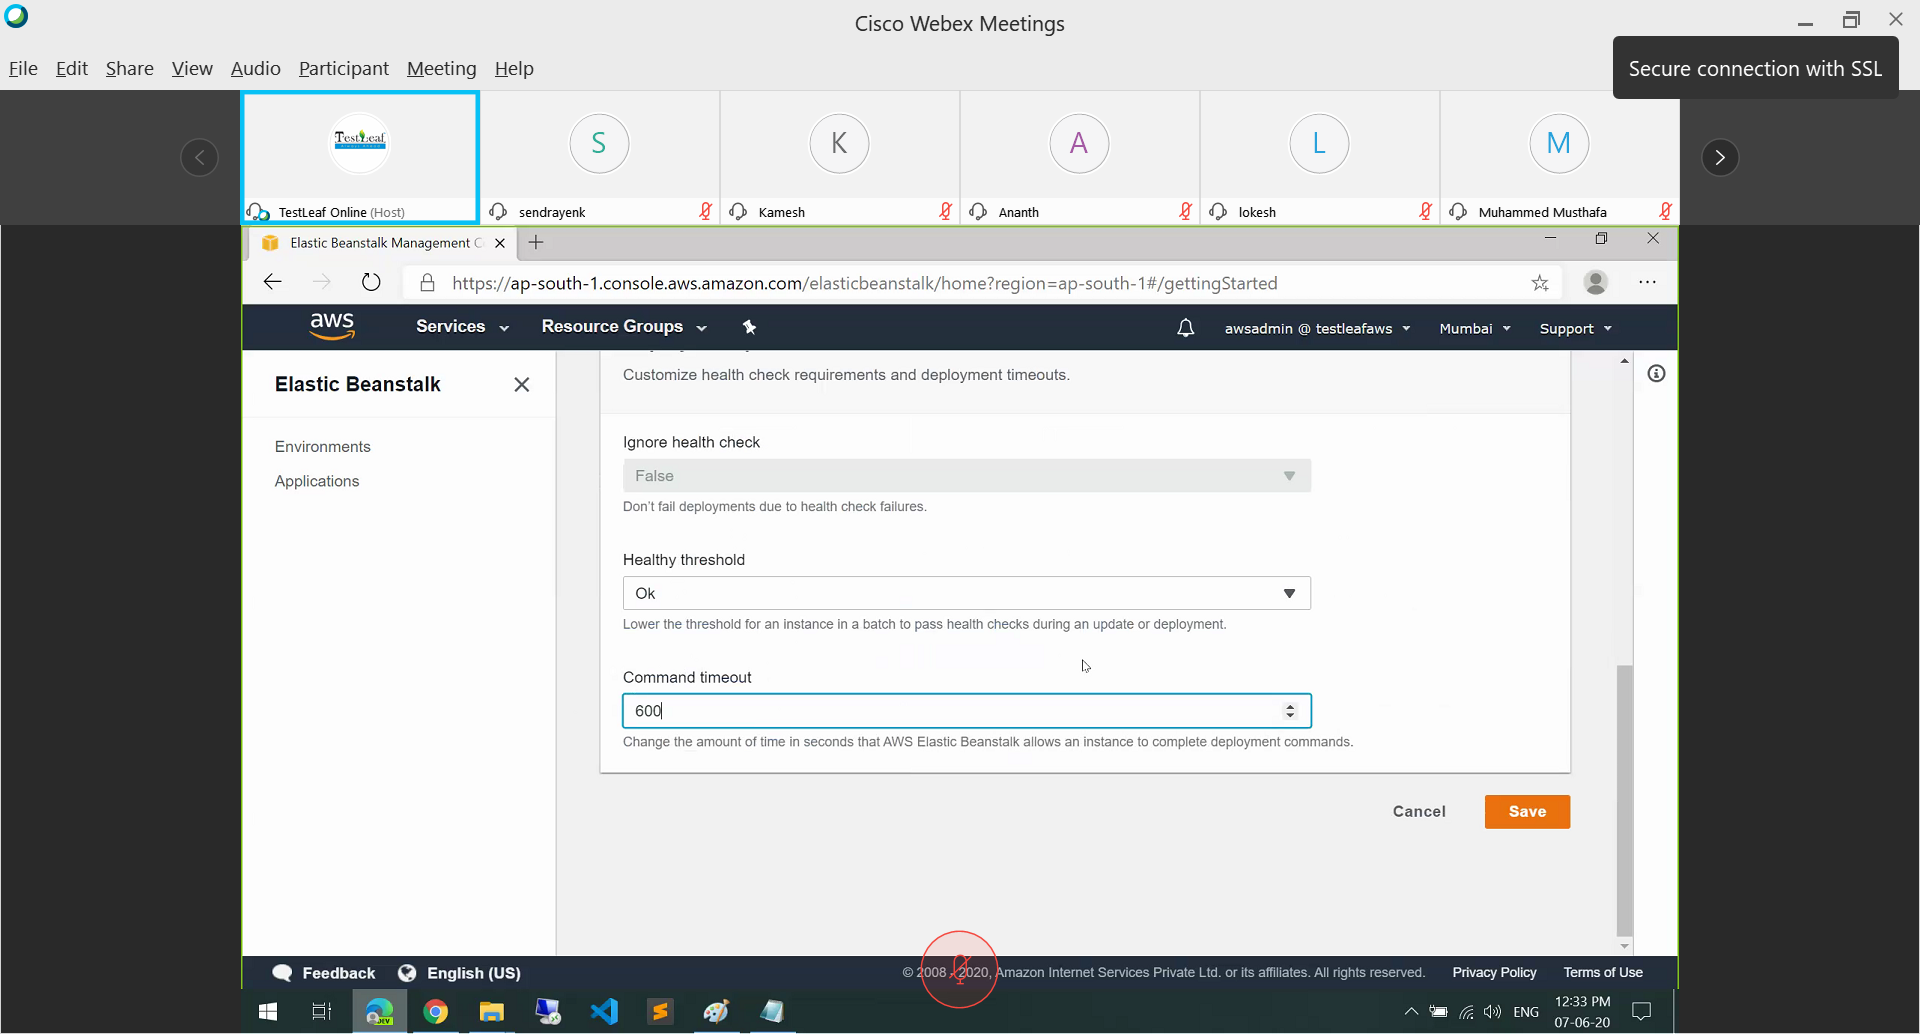 Cisco Webex Meetings
File Edit Share View Audio Participant Meeting Help
Secure connection with SSL
TestLeaf
S
K
A
L
M
TestLeaf Online (Host)
sendrayenk
Kamesh
Ananth
lokesh
Muhammed Musthafa
Elastic Beanstalk Management C
https://ap-south-1.console.aws.amazon.com/elasticbeanstalk/home?region=ap-south-1#/gettingStarted
aws
Services
Resource Groups
awsadmin @ testleafaws
Mumbai
Support
Elastic Beanstalk
Environments
Applications
Customize health check requirements and deployment timeouts.
Ignore health check
False
Don't fail deployments due to health check failures.
Healthy threshold
Ok
Lower the threshold for an instance in a batch to pass health checks during an update or deployment.
Command timeout
600
Change the amount of time in seconds that AWS Elastic Beanstalk allows an instance to complete deployment commands.
Cancel
Save
Feedback
English (US)
© 2008 - 2020, Amazon Internet Services Private Ltd. or its affiliates. All rights reserved.
Privacy Policy
Terms of Use
DEV
ENG
12:33 PM
07-06-20